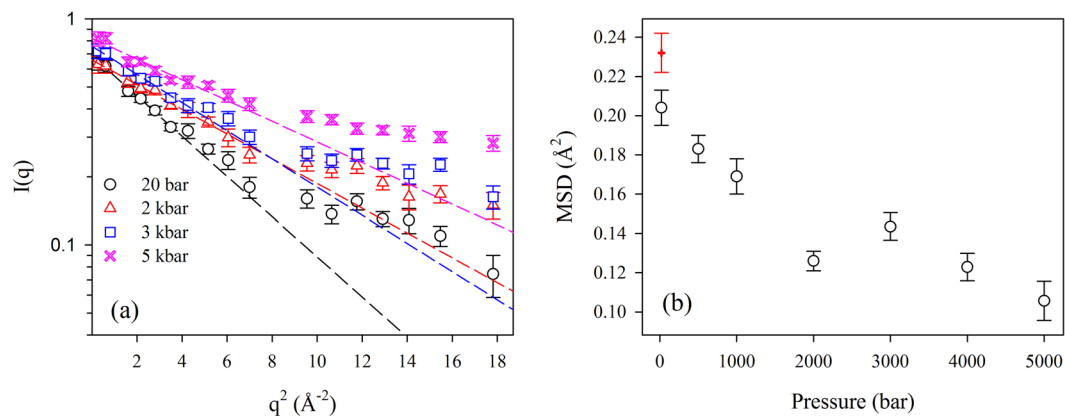 1
0.1
I(q)
20 bar
2 kbar
3 kbar
5 kbar
(a)
2 4 6 8 10 12 14 16 18
q² (Å⁻²)
0.24
0.22
0.20
0.18
0.16
0.14
0.12
0.10
MSD (Å²)
(b)
0 1000 2000 3000 4000 5000
Pressure (bar)